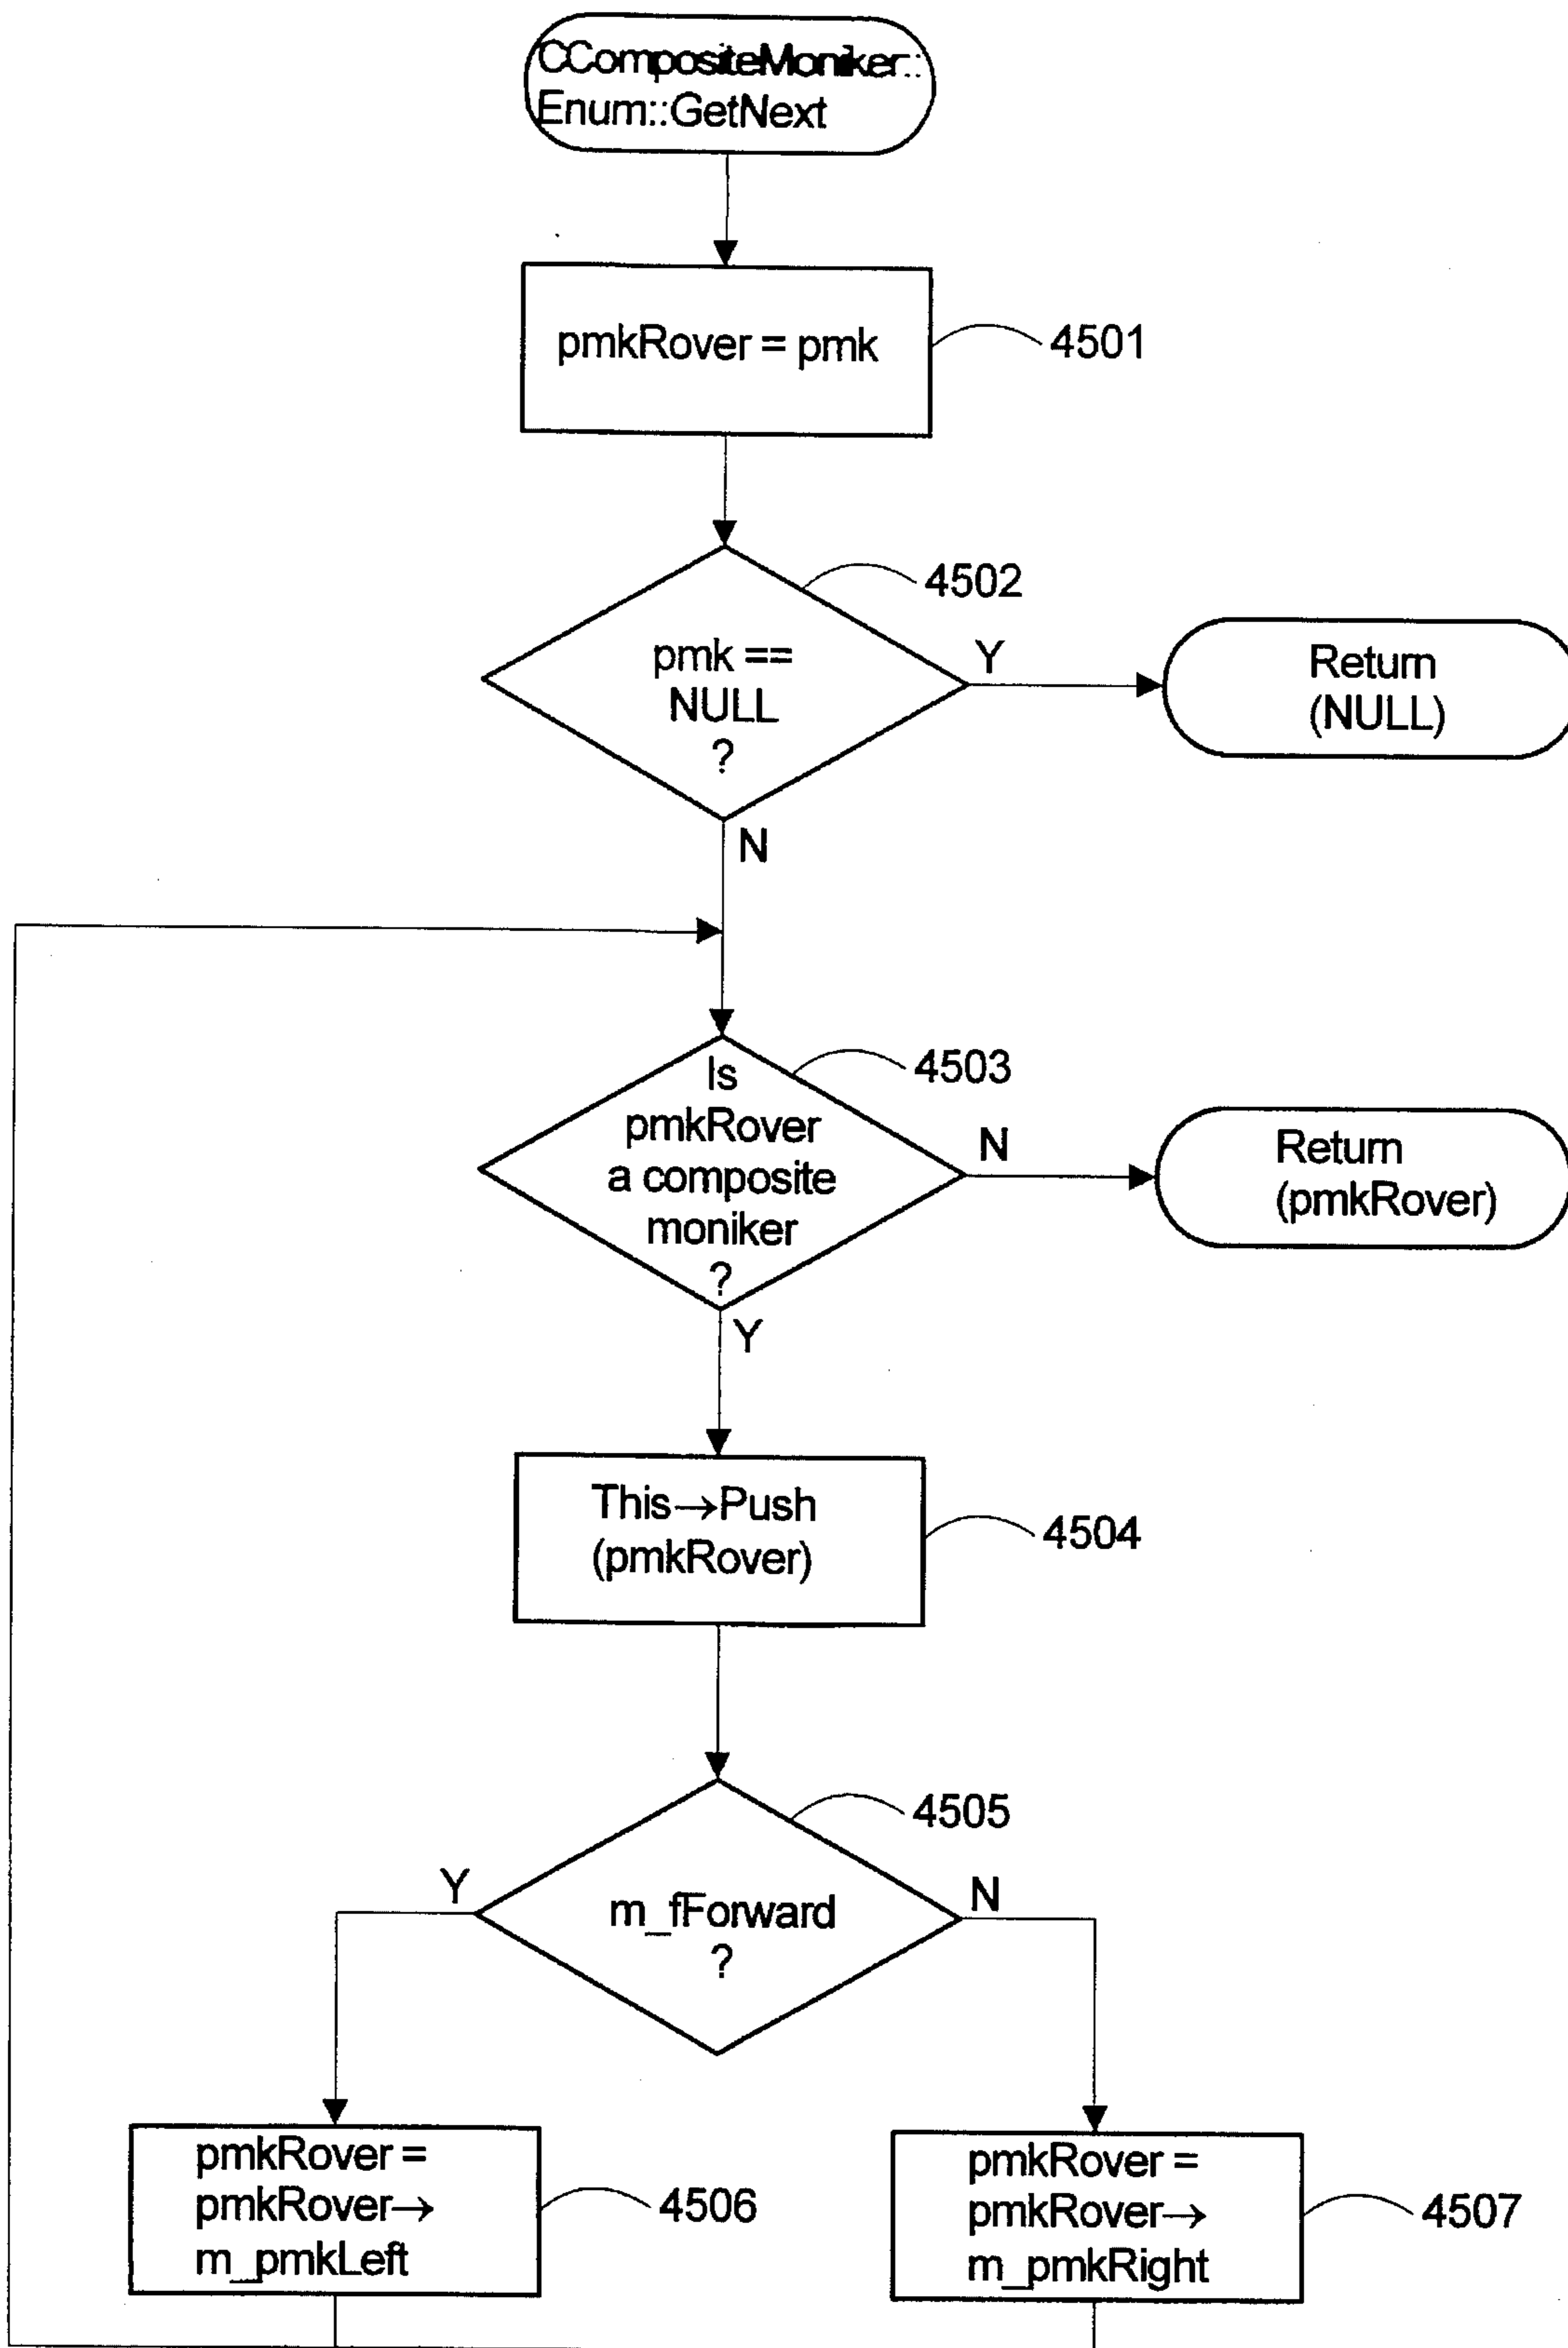 CCompositeMoniker::
Enum::GetNext
pmkRover = pmk
4501
4502
pmk ==
NULL
?
Y
Return
(NULL)
N
4503
Is
pmkRover
a composite
moniker
?
N
Return
(pmkRover)
Y
This→Push
(pmkRover)
4504
4505
Y
m_fForward
?
N
pmkRover =
pmkRover→
m_pmkLeft
4506
pmkRover =
pmkRover→
m_pmkRight
4507